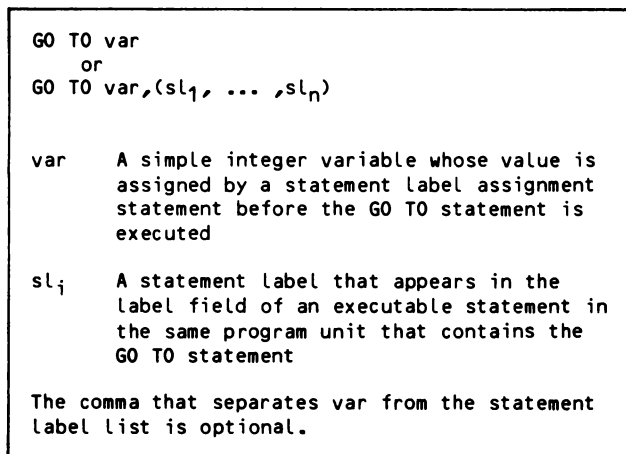 GO TO var
or
GO TO var,(sl1, ... ,sln)
var A simple integer variable whose value is
assigned by a statement label assignment
statement before the GO TO statement is
executed
sli A statement label that appears in the
label field of an executable statement in
the same program unit that contains the
GO TO statement
The comma that separates var from the statement
label list is optional.